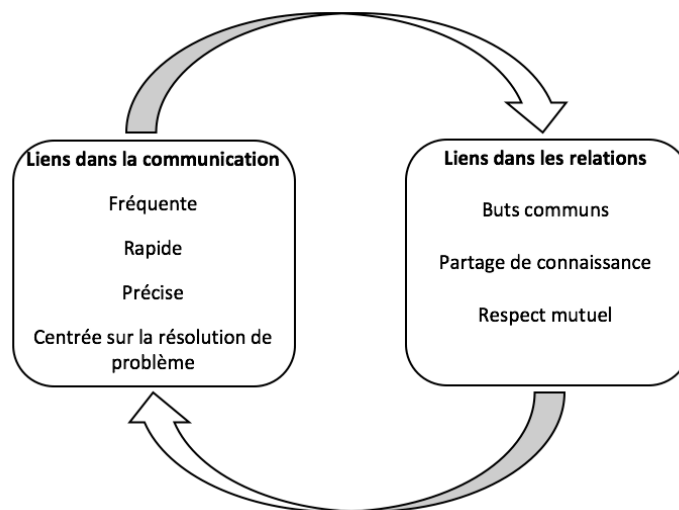 Liens dans la communication
Fréquente
Rapide
Précise
Centrée sur la résolution de
problème
Liens dans les relations
Buts communs
Partage de connaissance
Respect mutuel